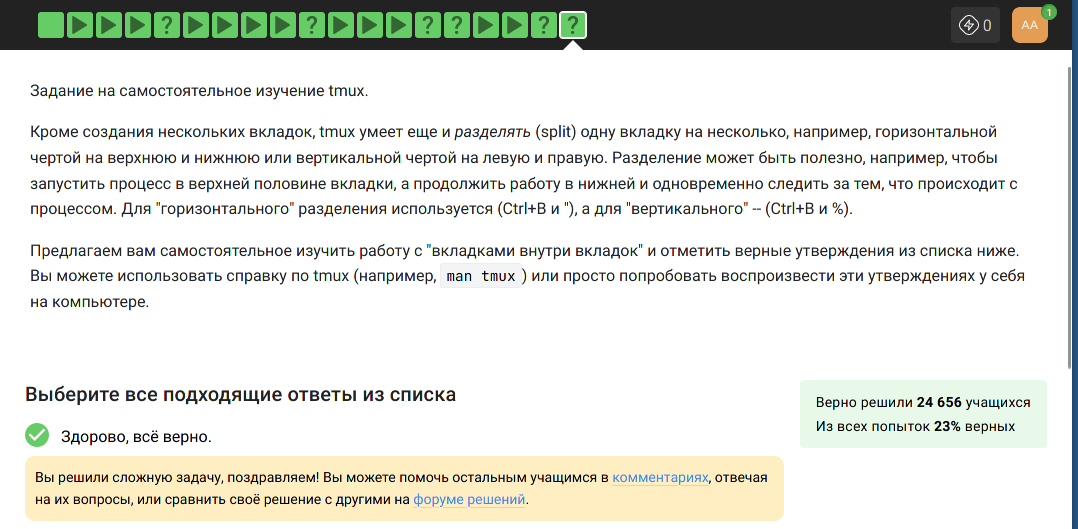 ? ? ? ? ? ?
0
AA
1
Задание на самостоятельное изучение tmux.
Кроме создания нескольких вкладок, tmux умеет еще и разделять (split) одну вкладку на несколько, например, горизонтальной
чертой на верхнюю и нижнюю или вертикальной чертой на левую и правую. Разделение может быть полезно, например, чтобы
запустить процесс в верхней половине вкладки, а продолжить работу в нижней и одновременно следить за тем, что происходит с
процессом. Для "горизонтального" разделения используется (Ctrl+B и "), а для "вертикального" -- (Ctrl+B и %).
Предлагаем вам самостоятельное изучить работу с "вкладками внутри вкладок" и отметить верные утверждения из списка ниже.
Вы можете использовать справку по tmux (например, man tmux) или просто попробовать воспроизвести эти утверждениях у себя
на компьютере.
Выберите все подходящие ответы из списка
Здорово, всё верно.
Вы решили сложную задачу, поздравляем! Вы можете помочь остальным учащимся в комментариях, отвечая
на их вопросы, или сравнить своё решение с другими на форуме решений.
Верно решили 24 656 учащихся
Из всех попыток 23% верных